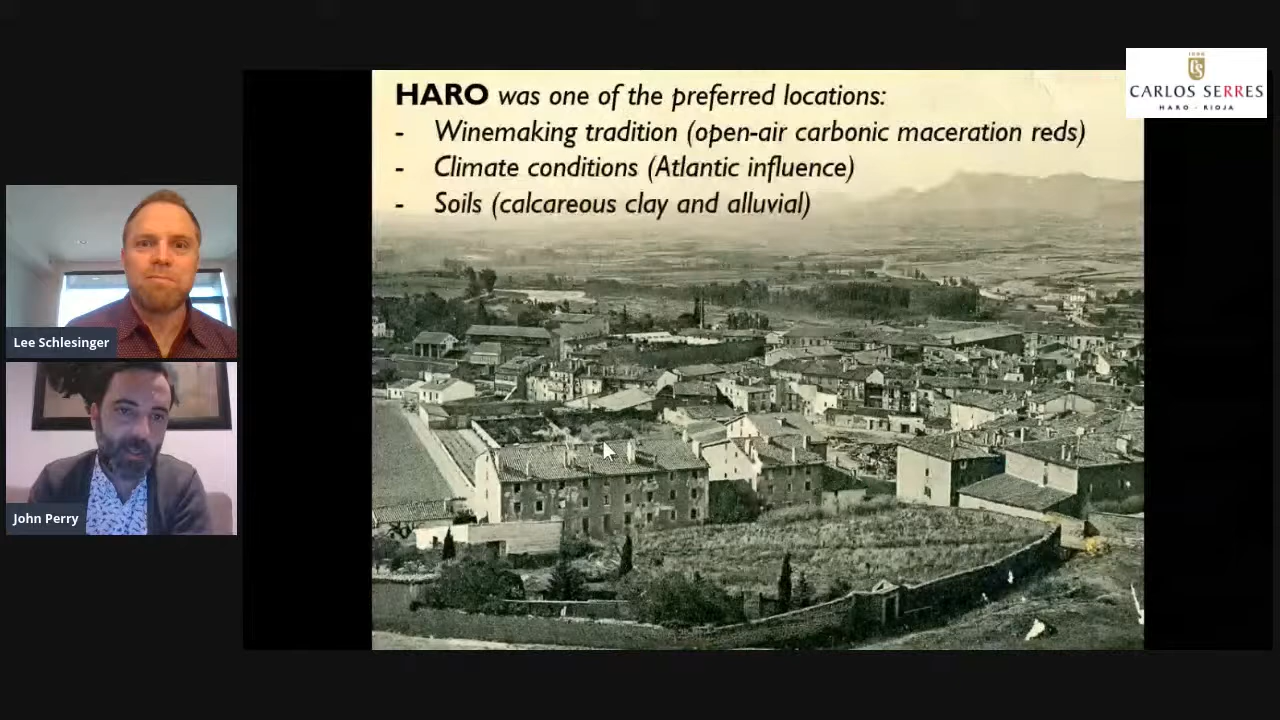 HARO was one of the preferred locations:
- Winemaking tradition (open-air carbonic maceration reds)
- Climate conditions (Atlantic influence)
- Soils (calcareous clay and alluvial)
CARLOS SERRES
HARO - RIOJA
Lee Schlesinger
John Perry